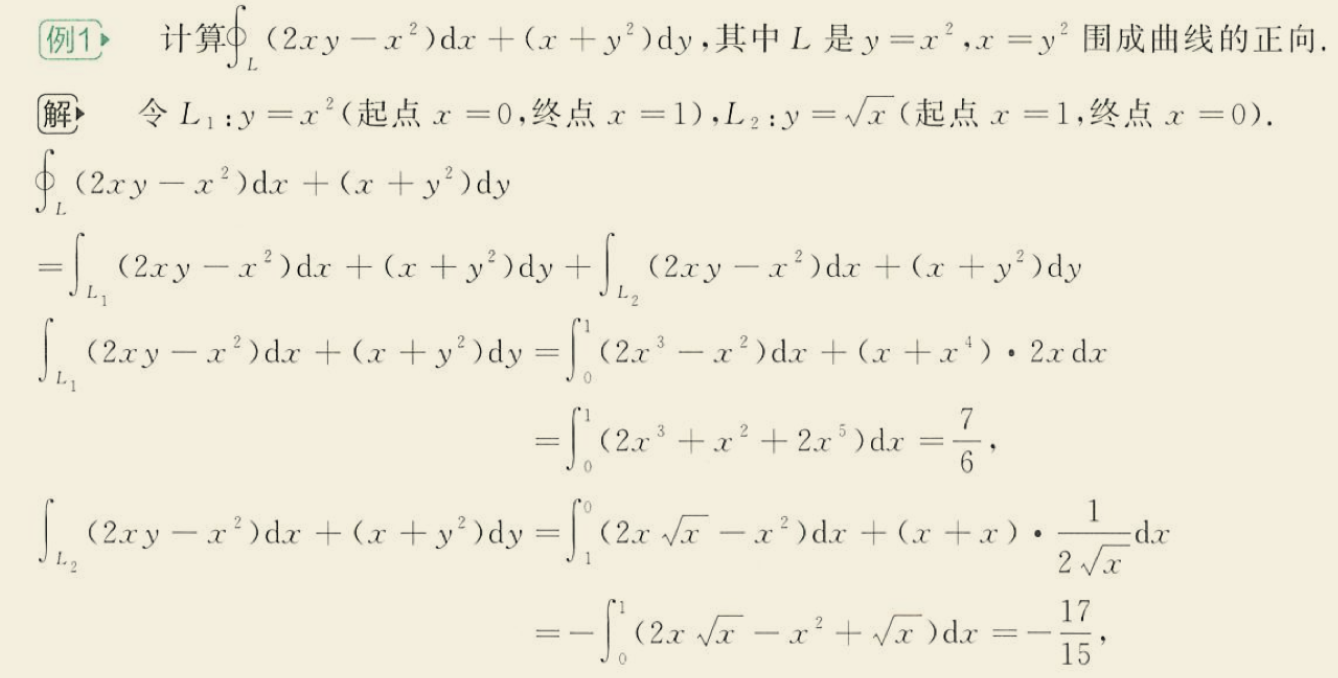 例1 计算∮_L (2xy − x²)dx + (x + y²)dy,其中 L 是 y = x², x = y² 围成曲线的正向.
解 令 L₁: y = x²(起点 x = 0,终点 x = 1), L₂: y = √x (起点 x = 1,终点 x = 0).
∮_L (2xy − x²)dx + (x + y²)dy
= ∫_{L₁} (2xy − x²)dx + (x + y²)dy + ∫_{L₂} (2xy − x²)dx + (x + y²)dy
∫_{L₁} (2xy − x²)dx + (x + y²)dy = ∫₀¹ (2x³ − x²)dx + (x + x⁴) · 2x dx
= ∫₀¹ (2x³ + x² + 2x⁵)dx = 7/6,
∫_{L₂} (2xy − x²)dx + (x + y²)dy = ∫₁⁰ (2x√x − x²)dx + (x + x) · 1/(2√x) dx
= −∫₀¹ (2x√x − x² + √x)dx = −17/15,